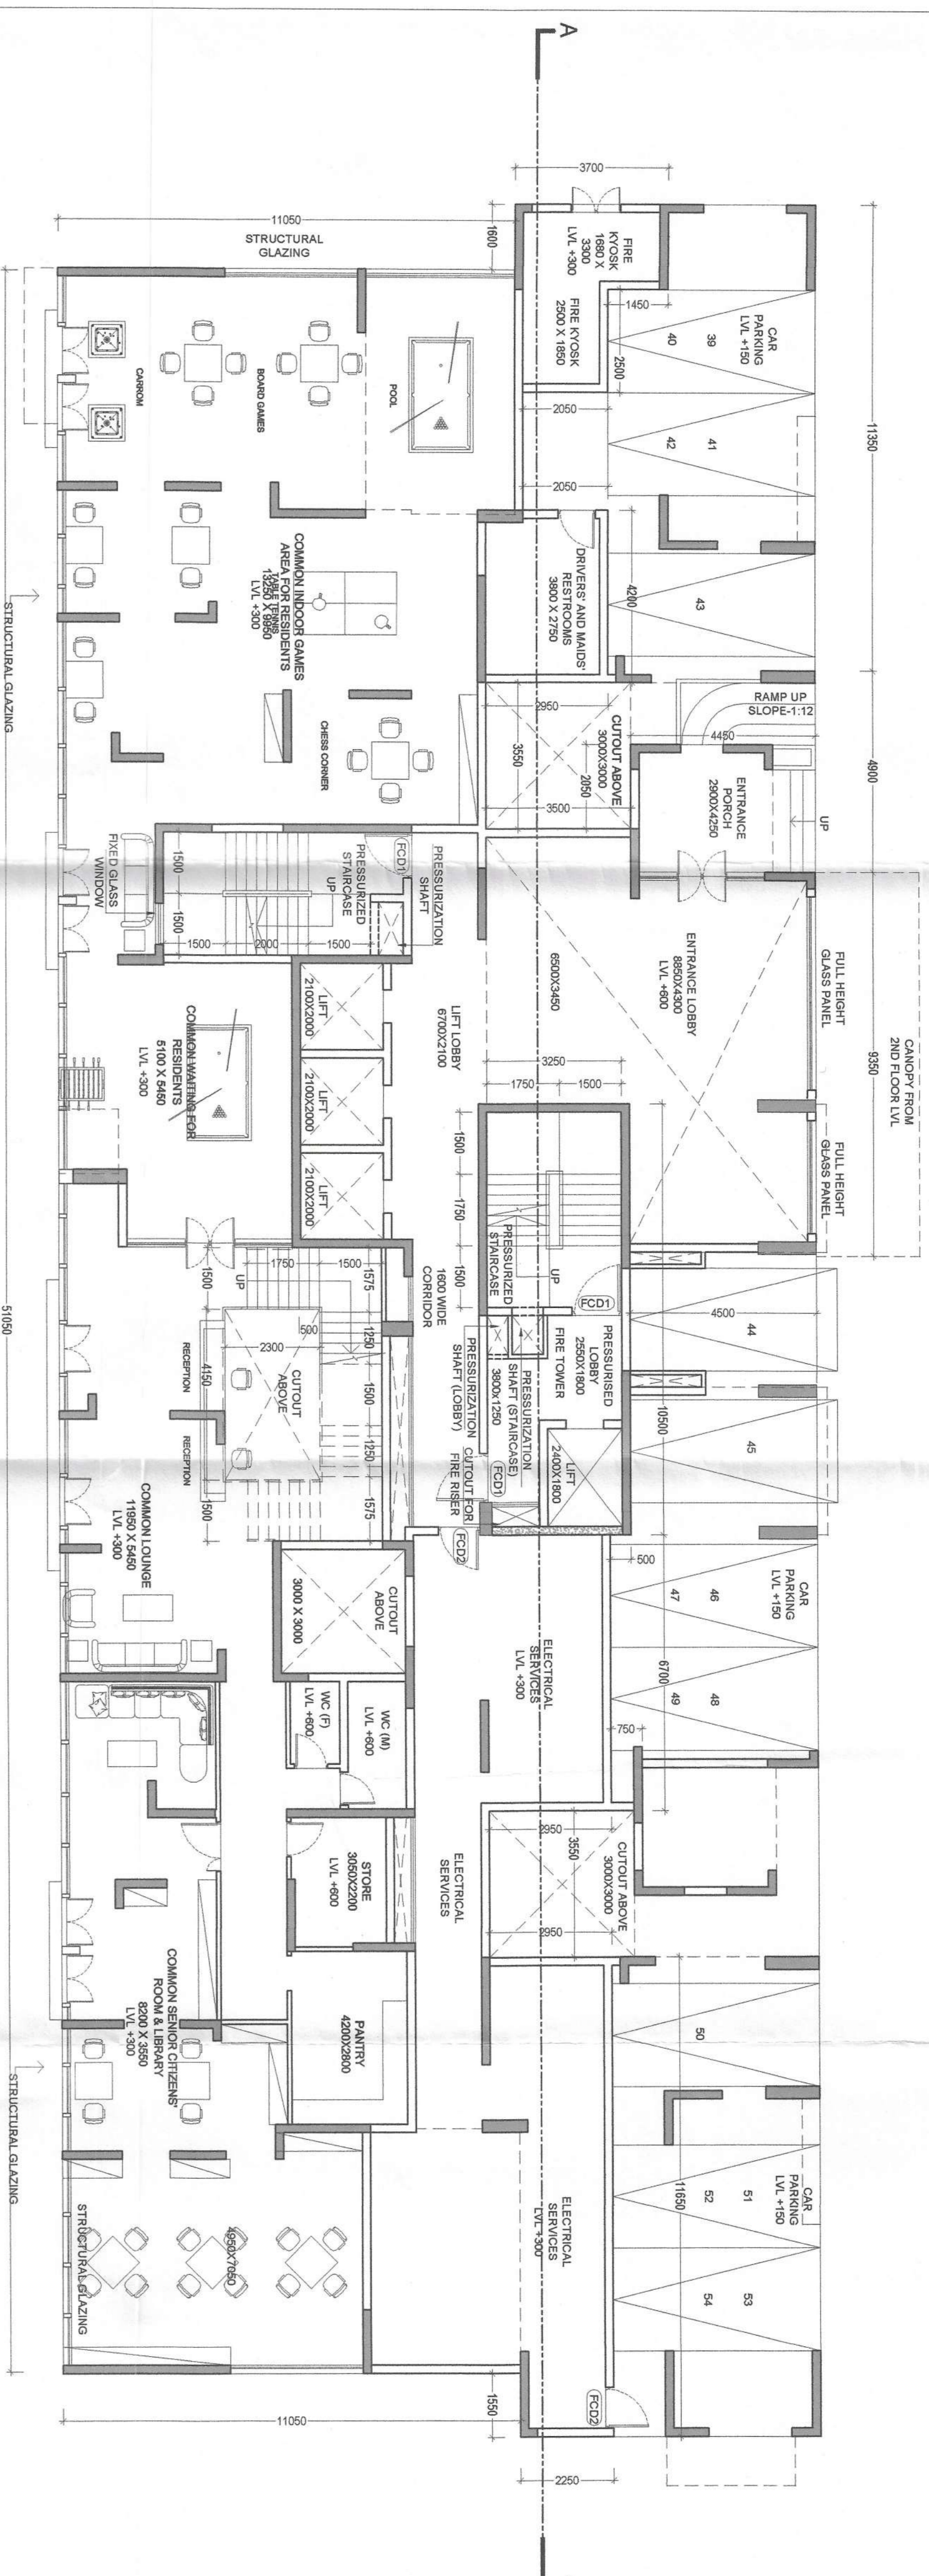 A
3700
11050
STRUCTURAL
GLAZING
1600
FIRE
KYOSK
1680 X
3300
LVL +300
FIRE KYOSK
2500 X 1850
1450
2500
CAR
PARKING
LVL +150
39
40
41
42
2050
2050
11350
CARROM
BOARD GAMES
POOL
COMMON INDOOR GAMES
AREA FOR RESIDENTS
TABLE TENNIS
13250 X 9950
LVL +300
DRIVERS' AND MAIDS'
RESTROOMS
3800 X 2750
4200
43
STRUCTURAL GLAZING
CHESS CORNER
2950
3550
2050
3500
CUTOUT ABOVE
3000X3000
RAMP UP
SLOPE-1:12
4450
ENTRANCE
PORCH
2900X4250
UP
4900
FIXED GLASS
WINDOW
1500
1500
1500
2000
1500
PRESSURIZED
STAIRCASE
UP
FCD1
PRESSURIZATION
SHAFT
LIFT LOBBY
6700X2100
6500X3450
ENTRANCE LOBBY
8850X4300
LVL +600
FULL HEIGHT
GLASS PANEL
FULL HEIGHT
GLASS PANEL
CANOPY FROM
2ND FLOOR LVL
9350
LIFT
2100X2000
LIFT
2100X2000
LIFT
2100X2000
COMMON WAITING FOR
RESIDENTS
5100 X 5450
LVL +300
3250
1750
1500
1500
1750
1500
PRESSURIZED
STAIRCASE
UP
FCD1
1600 WIDE
CORRIDOR
PRESSURIZATION
SHAFT (LOBBY)
PRESSURIZATION
SHAFT (STAIRCASE)
3800x1250
FIRE TOWER
PRESSURISED
LOBBY
2550X1800
LIFT
2400X1800
CUTOUT FOR
FIRE RISER
FCD1
FCD2
4500
44
10500
45
51050
1500
UP
1750
1500
1575
500
2300
1250
CUTOUT
ABOVE
1500
4150
1250
1500
1575
RECEPTION
RECEPTION
COMMON LOUNGE
11950 X 5450
LVL +300
CUTOUT
ABOVE
3000 X 3000
500
CAR
PARKING
LVL +150
46
47
48
49
6700
750
ELECTRICAL
SERVICES
LVL +300
WC (F)
LVL +600
WC (M)
LVL +600
STORE
3050X2200
LVL +600
ELECTRICAL
SERVICES
2950
3550
2950
CUTOUT ABOVE
3000X3000
PANTRY
4200X2800
COMMON SENIOR CITIZENS'
ROOM & LIBRARY
8200 X 3550
LVL +300
STRUCTURAL GLAZING
50
11650
CAR
PARKING
LVL +150
51
52
53
54
ELECTRICAL
SERVICES
LVL +300
4950X7050
STRUCTURAL GLAZING
FCD2
1550
11050
2250